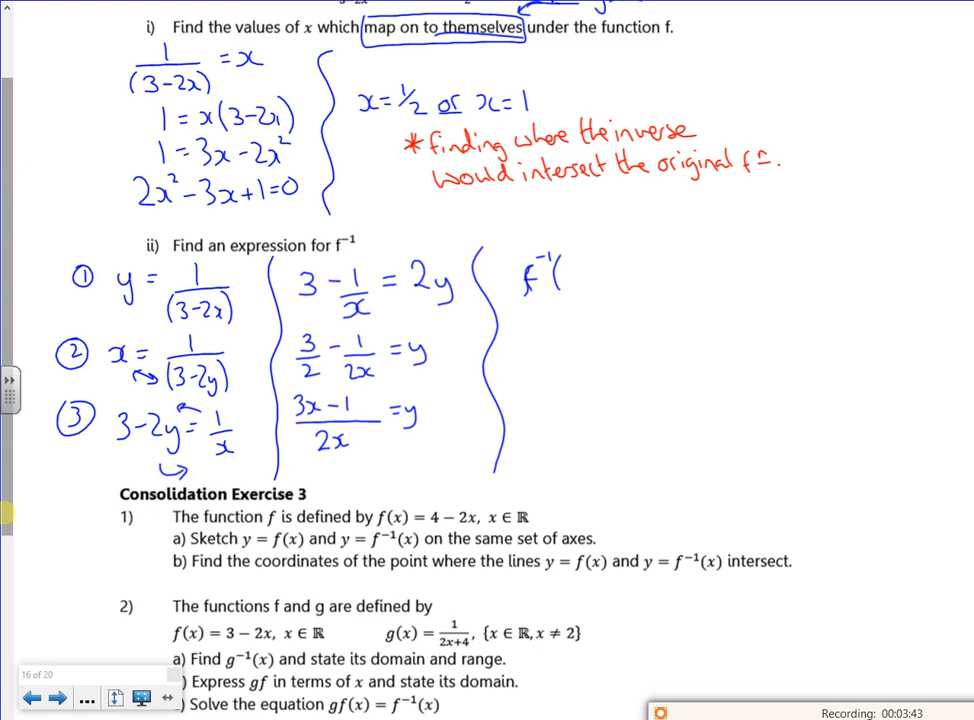 i) Find the values of x which map on to themselves under the function f.
1/(3-2x) = x
1 = x(3-2x)
1 = 3x - 2x²
2x² - 3x + 1 = 0
x = 1/2 or x = 1
* finding where the inverse
would intersect the original fⁿ.
ii) Find an expression for f⁻¹
① y = 1/(3-2x)
② x = 1/(3-2y)
③ 3-2y = 1/x
3 - 1/x = 2y
3/2 - 1/2x = y
3x-1/2x = y
f⁻¹(
Consolidation Exercise 3
1) The function f is defined by f(x) = 4 − 2x, x ∈ ℝ
a) Sketch y = f(x) and y = f⁻¹(x) on the same set of axes.
b) Find the coordinates of the point where the lines y = f(x) and y = f⁻¹(x) intersect.
2) The functions f and g are defined by
f(x) = 3 − 2x, x ∈ ℝ g(x) = 1/2x+4, {x ∈ ℝ, x ≠ 2}
a) Find g⁻¹(x) and state its domain and range.
) Express gf in terms of x and state its domain.
) Solve the equation gf(x) = f⁻¹(x)
16 of 20
Recording: 00:03:43